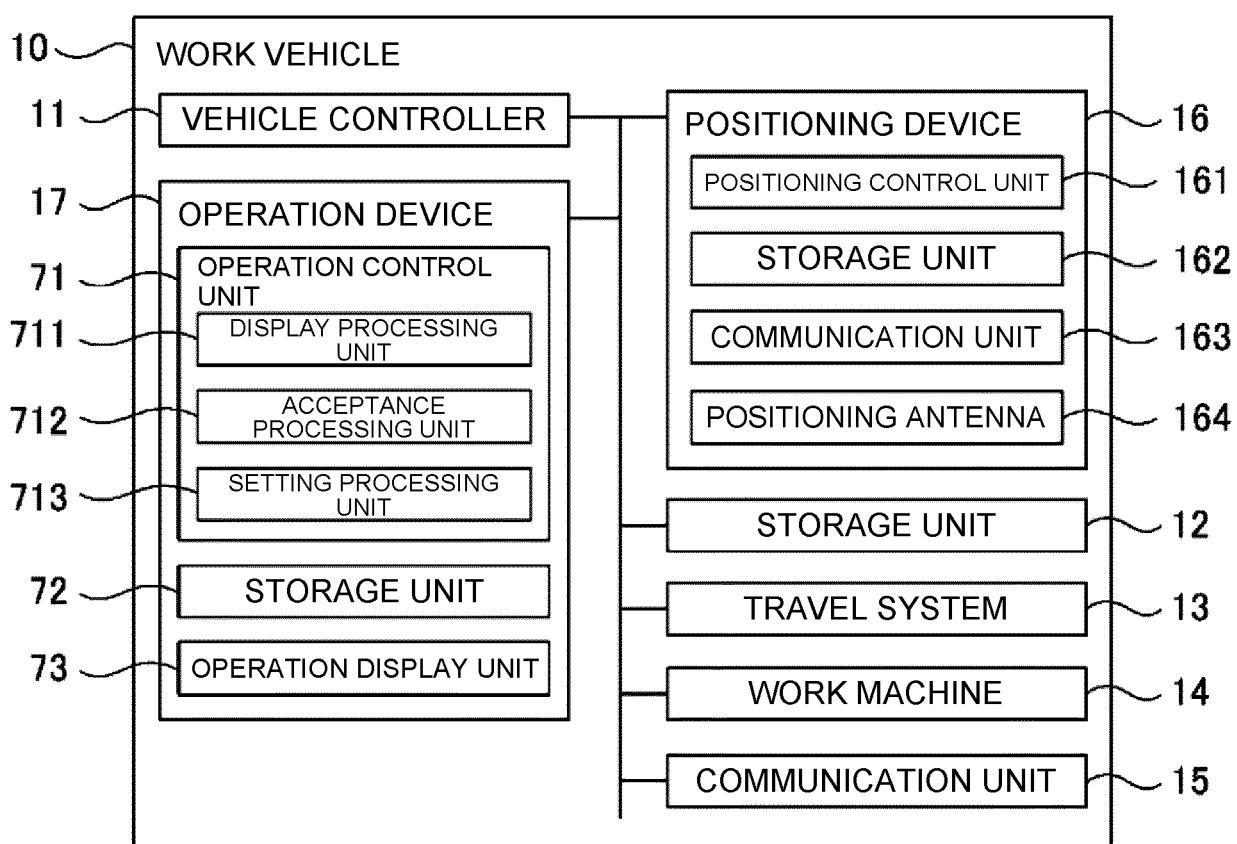 10
WORK VEHICLE
11
VEHICLE CONTROLLER
17
OPERATION DEVICE
71
OPERATION CONTROL
UNIT
711
DISPLAY PROCESSING
UNIT
712
ACCEPTANCE
PROCESSING UNIT
713
SETTING PROCESSING
UNIT
72
STORAGE UNIT
73
OPERATION DISPLAY UNIT
POSITIONING DEVICE
16
POSITIONING CONTROL UNIT
161
STORAGE UNIT
162
COMMUNICATION UNIT
163
POSITIONING ANTENNA
164
STORAGE UNIT
12
TRAVEL SYSTEM
13
WORK MACHINE
14
COMMUNICATION UNIT
15